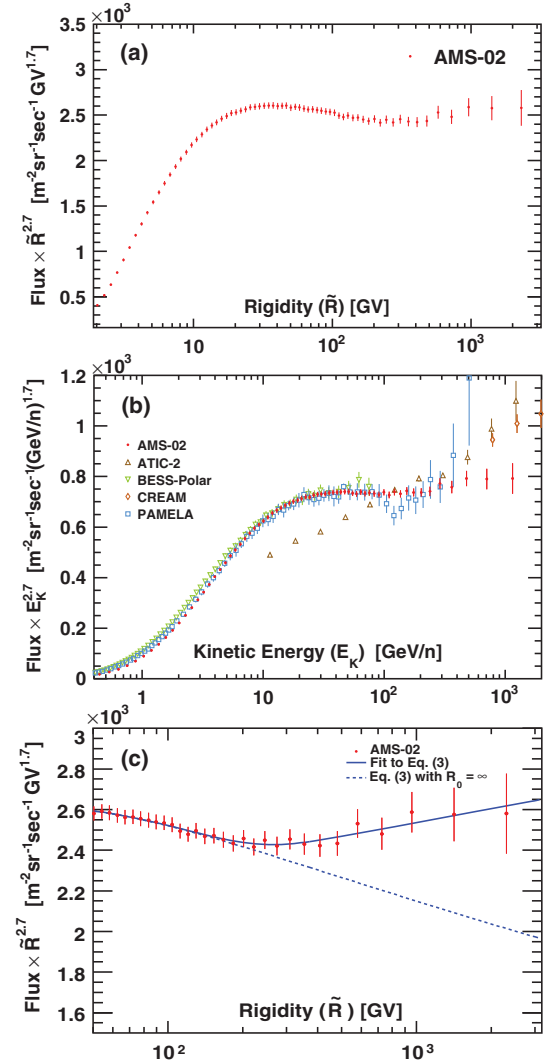 ×10³
3.5
3
2.5
2
1.5
1
0.5
(a)
AMS-02
Flux × R̃^2.7 [m⁻²sr⁻¹sec⁻¹ GV^1.7]
Rigidity (R̃) [GV]
10
10²
10³
×10³
1.2
1
0.8
0.6
0.4
0.2
0
(b)
AMS-02
ATIC-2
BESS-Polar
CREAM
PAMELA
Flux × E_K^2.7 [m⁻²sr⁻¹sec⁻¹(GeV/n)^1.7]
Kinetic Energy (E_K) [GeV/n]
1
10
10²
10³
×10³
3
2.8
2.6
2.4
2.2
2
1.8
1.6
(c)
AMS-02
Fit to Eq. (3)
Eq. (3) with R₀ = ∞
Flux × R̃^2.7 [m⁻²sr⁻¹sec⁻¹ GV^1.7]
Rigidity (R̃ ) [GV]
10²
10³